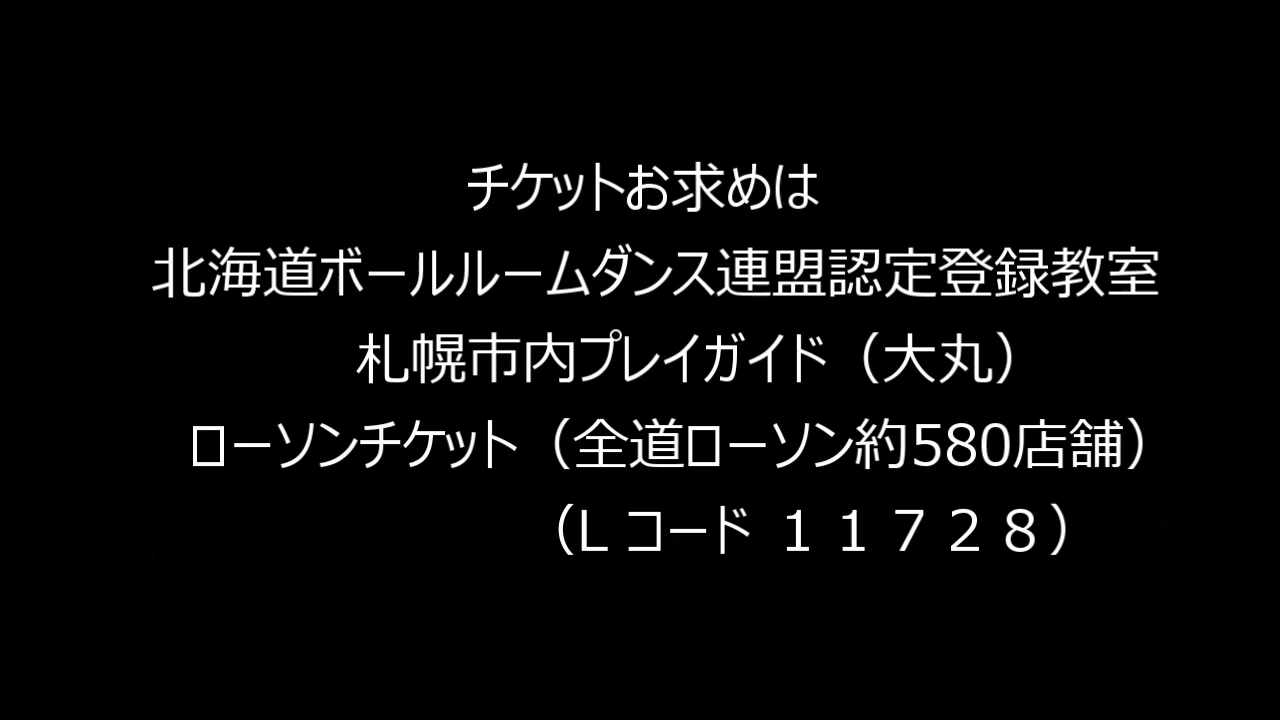 チケットお求めは
北海道ボールルームダンス連盟認定登録教室
札幌市内プレイガイド（大丸）
ローソンチケット（全道ローソン約580店舗）
（L コード １１７２８）